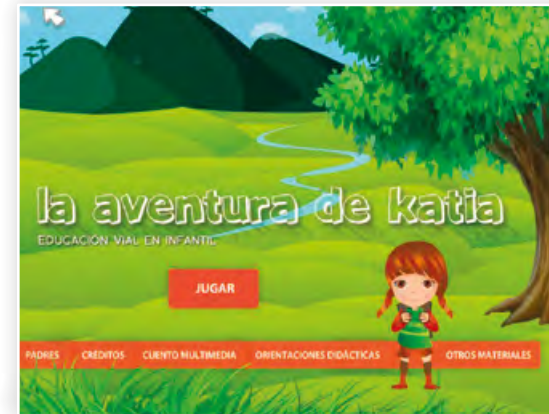 la aventura de katia
EDUCACIÓN VIAL EN INFANTIL
JUGAR
PADRES CRÉDITOS CUENTO MULTIMEDIA ORIENTACIONES DIDÁCTICAS OTROS MATERIALES